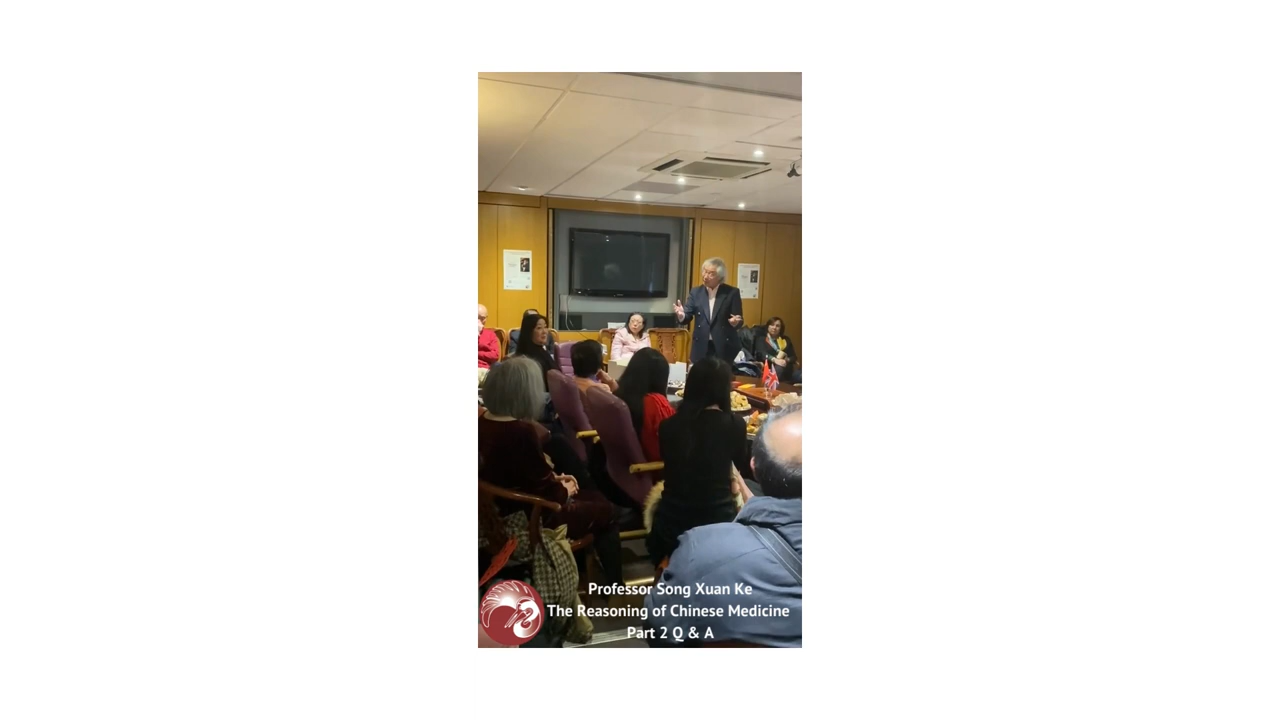 Professor Song Xuan Ke
The Reasoning of Chinese Medicine
Part 2 Q & A